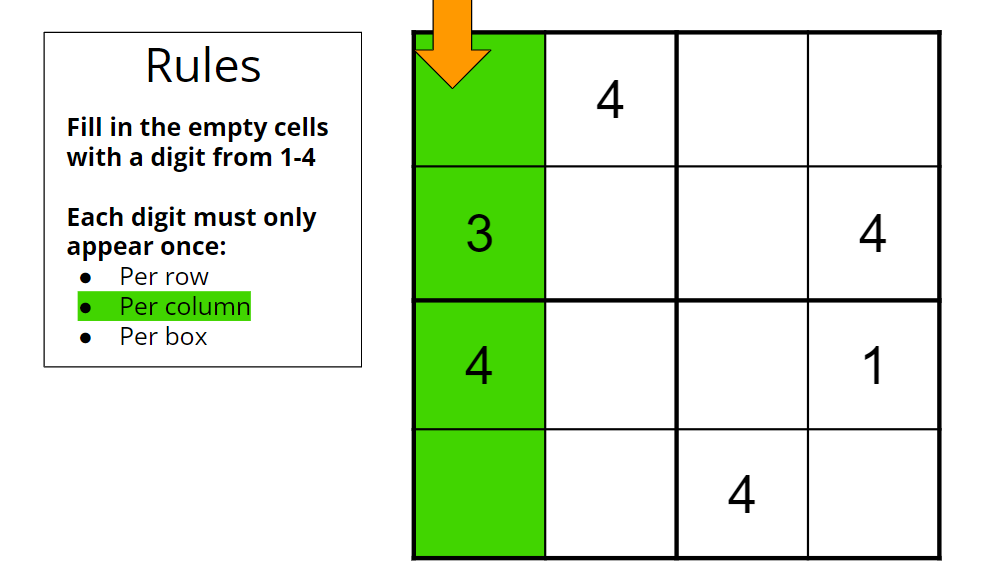 Rules
Fill in the empty cells
with a digit from 1-4
Each digit must only
appear once:
● Per row
● Per column
● Per box
4
3 4
4 1
4